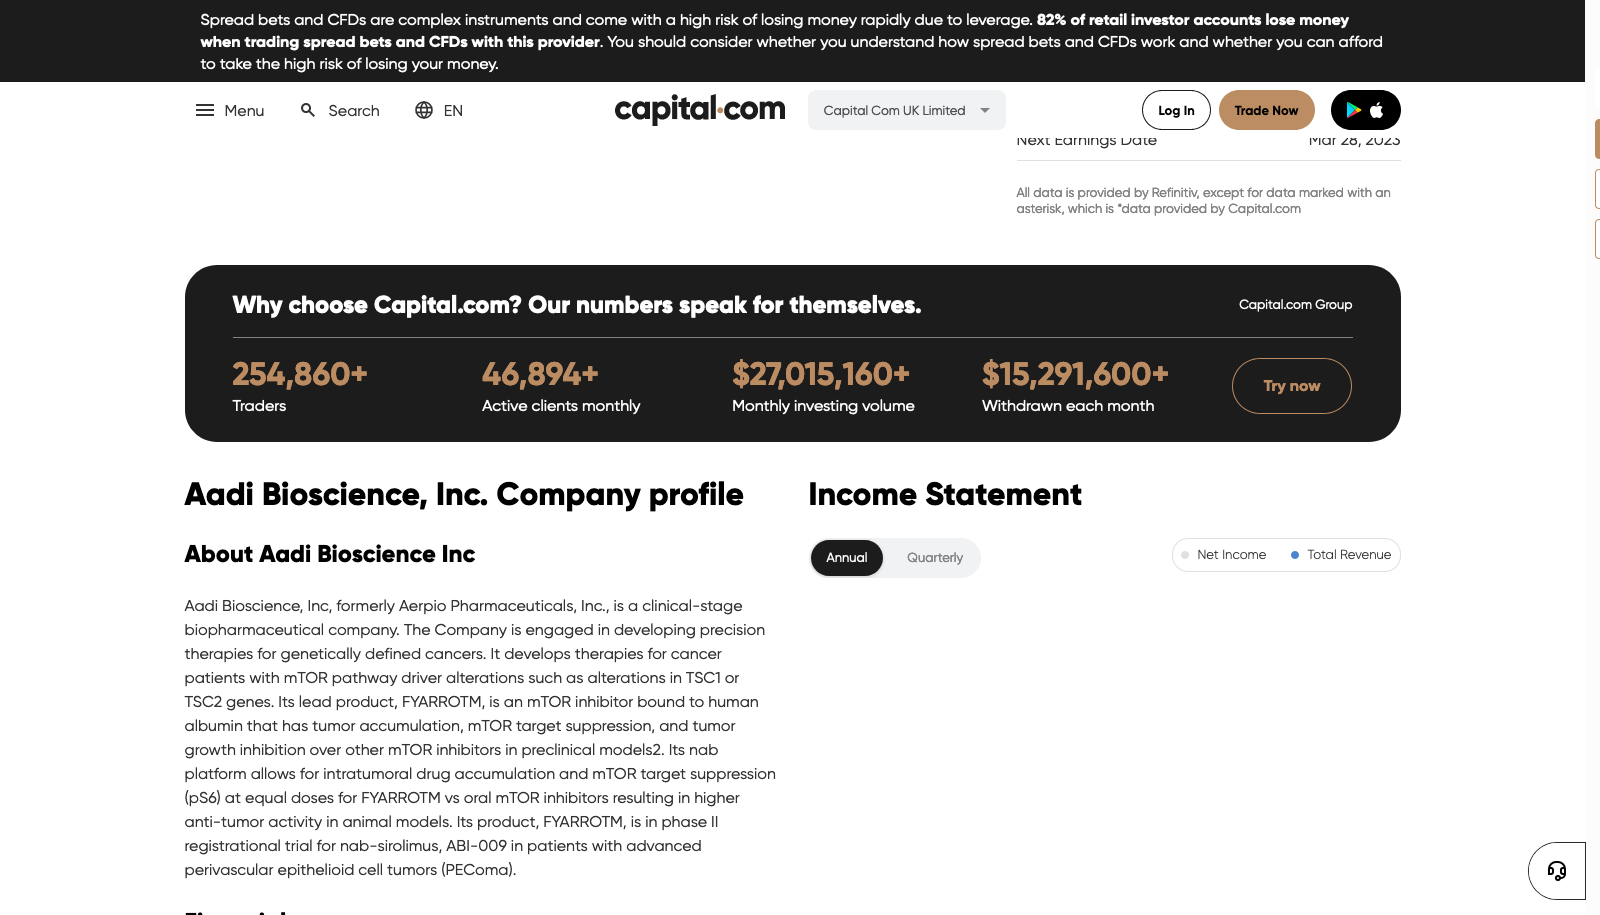 Spread bets and CFDs are complex instruments and come with a high risk of losing money rapidly due to leverage. 82% of retail investor accounts lose money
when trading spread bets and CFDs with this provider. You should consider whether you understand how spread bets and CFDs work and whether you can afford
to take the high risk of losing your money.
Menu Search EN capital.com Capital Com UK Limited Log In Trade Now
Next Earnings Date Mar 28, 2023
All data is provided by Refinitiv, except for data marked with an
asterisk, which is *data provided by Capital.com
Why choose Capital.com? Our numbers speak for themselves. Capital.com Group
254,860+ 46,894+ $27,015,160+ $15,291,600+ Try now
Traders Active clients monthly Monthly investing volume Withdrawn each month
Aadi Bioscience, Inc. Company profile
About Aadi Bioscience Inc
Aadi Bioscience, Inc, formerly Aerpio Pharmaceuticals, Inc., is a clinical-stage
biopharmaceutical company. The Company is engaged in developing precision
therapies for genetically defined cancers. It develops therapies for cancer
patients with mTOR pathway driver alterations such as alterations in TSC1 or
TSC2 genes. Its lead product, FYARROTM, is an mTOR inhibitor bound to human
albumin that has tumor accumulation, mTOR target suppression, and tumor
growth inhibition over other mTOR inhibitors in preclinical models2. Its nab
platform allows for intratumoral drug accumulation and mTOR target suppression
(pS6) at equal doses for FYARROTM vs oral mTOR inhibitors resulting in higher
anti-tumor activity in animal models. Its product, FYARROTM, is in phase II
registrational trial for nab-sirolimus, ABI-009 in patients with advanced
perivascular epithelioid cell tumors (PEComa).
Income Statement
Annual Quarterly Net Income Total Revenue